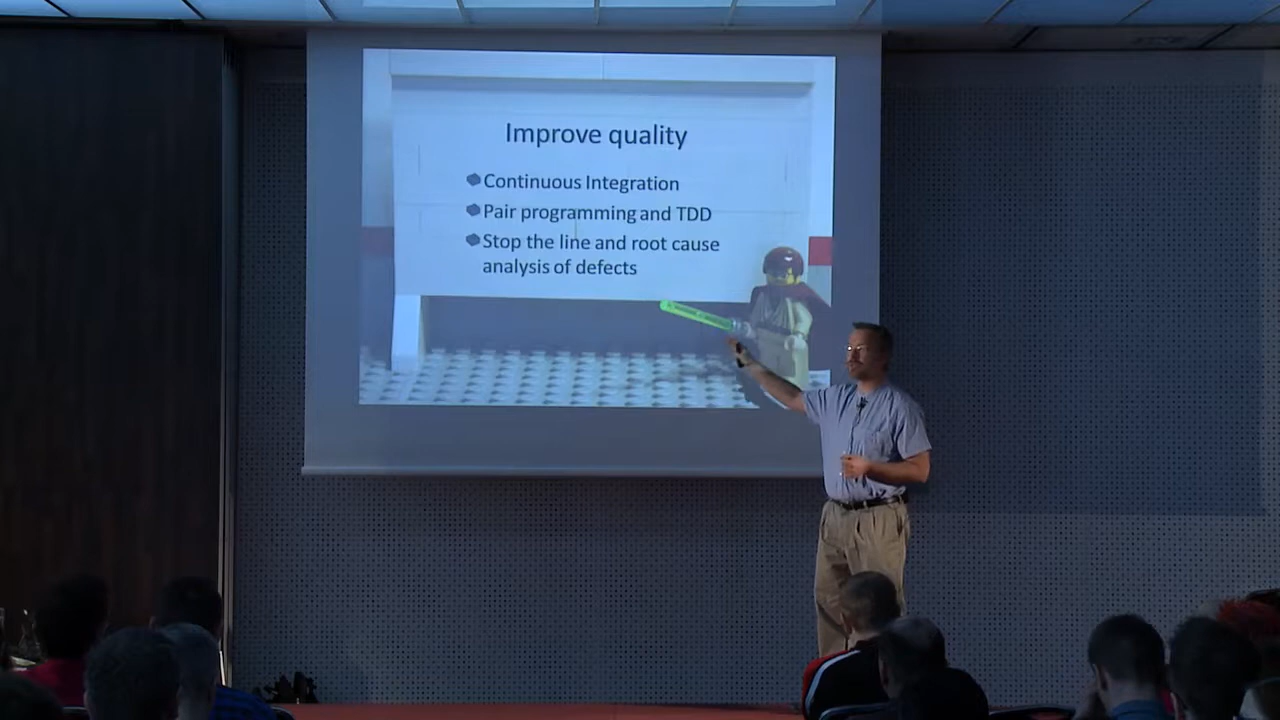 Improve quality
Continuous Integration
Pair programming and TDD
Stop the line and root cause
analysis of defects